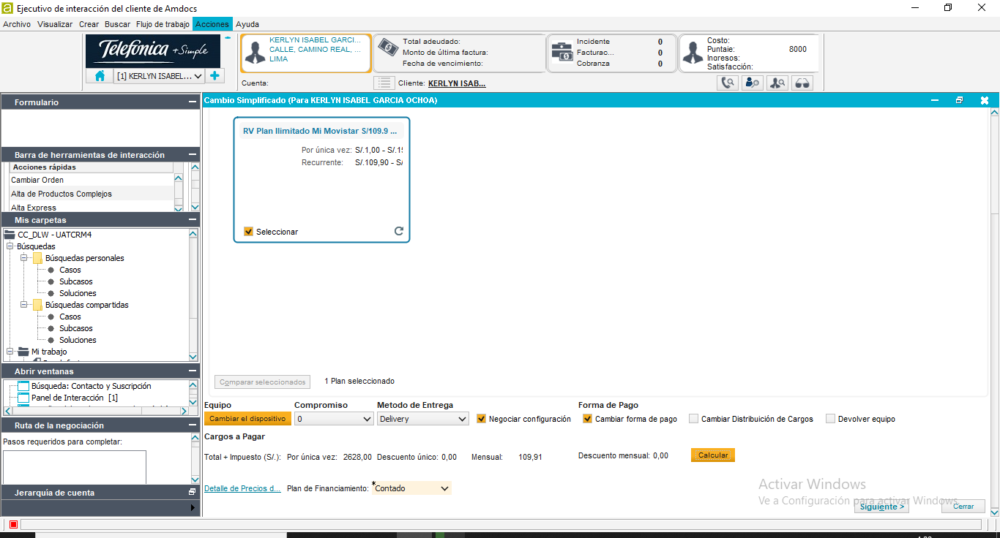 Ejecutivo de interacción del cliente de Amdocs
Archivo Visualizar Crear Buscar Flujo de trabajo Acciones Ayuda
Telefónica +Simple
[1] KERLYN ISABEL...
KERLYN ISABEL GARCI...
CALLE, CAMINO REAL, ...
LIMA
Total adeudado:
Monto de última factura:
Fecha de vencimiento:
Incidente 0
Facturac... 0
Cobranza 0
Costo:
Puntaie: 8000
Inqresos:
Satisfacción:
Cuenta:
Cliente: KERLYN ISAB...
Formulario
Barra de herramientas de interacción
Acciones rápidas
Cambiar Orden
Alta de Productos Complejos
Alta Express
Mis carpetas
CC_DLW - UATCRM4
Búsquedas
Búsquedas personales
Casos
Subcasos
Soluciones
Búsquedas compartidas
Casos
Subcasos
Soluciones
Mi trabajo
Abrir ventanas
Búsqueda: Contacto y Suscripción
Panel de Interacción [1]
Ruta de la negociación
Pasos requeridos para completar:
Jerarquía de cuenta
Cambio Simplificado (Para KERLYN ISABEL GARCIA OCHOA)
RV Plan Ilimitado Mi Movistar S/109.9 ...
Por única vez: S/.1,00 - S/.15
Recurrente: S/.109,90 - S/
Seleccionar
Comparar seleccionados 1 Plan seleccionado
Equipo Compromiso Metodo de Entrega Forma de Pago
Cambiar el dispositivo 0 Delivery Negociar configuración Cambiar forma de pago Cambiar Distribuición de Cargos Devolver equipo
Cargos a Pagar
Total + Impuesto (S/.): Por única vez: 2628,00 Descuento único: 0,00 Mensual: 109,91 Descuento mensual: 0,00 Calcular
Detalle de Precios d... Plan de Financiamiento: * Contado
Activar Windows
Ve a Configuración para activar Windows.
Siguiente > Cerrar